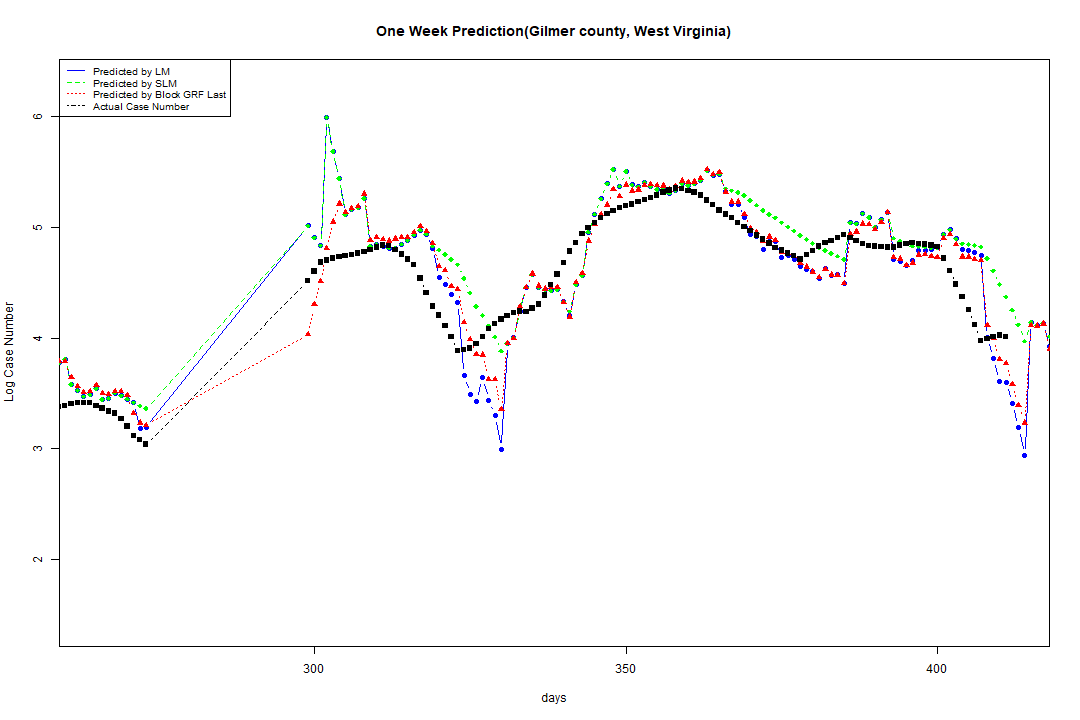 One Week Prediction(Gilmer county, West Virginia)
Predicted by LM
Predicted by SLM
Predicted by Block GRF Last
Actual Case Number
6
5
4
3
2
Log Case Number
300 350 400
days